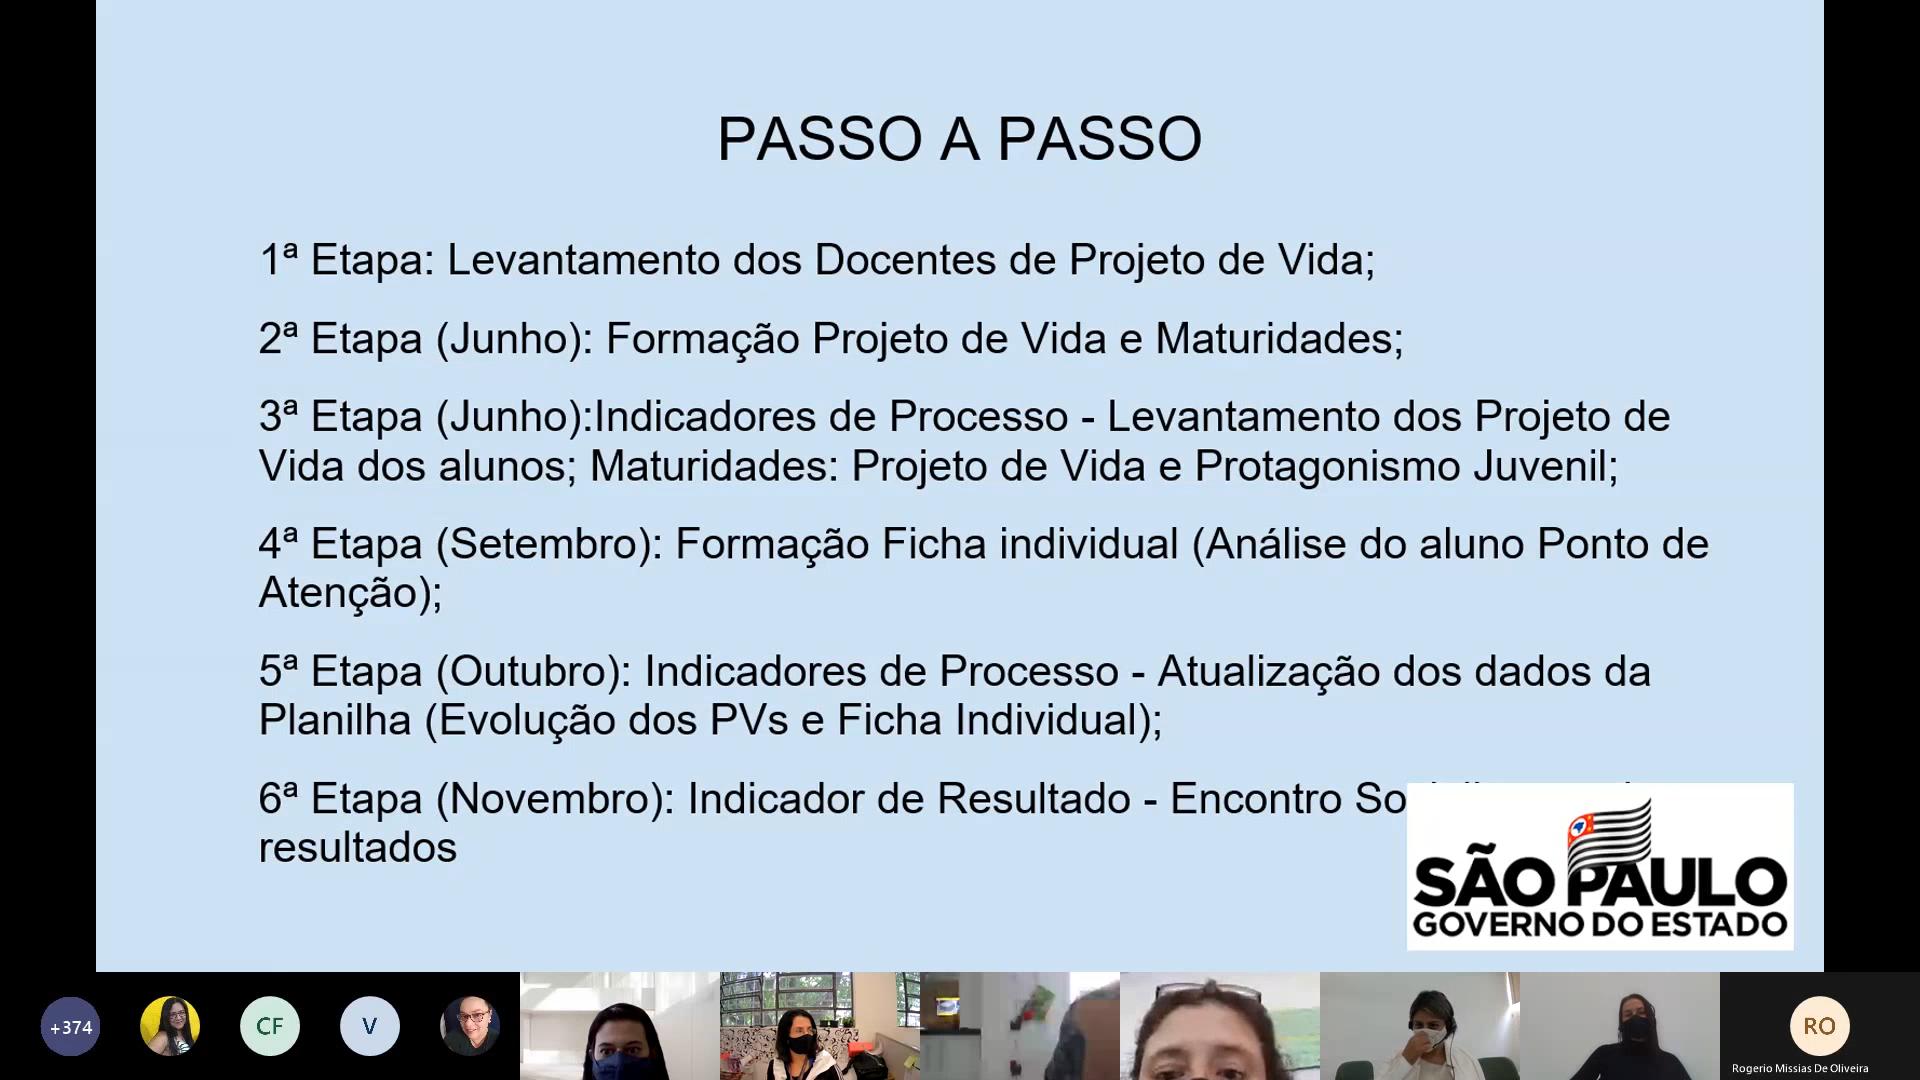 PASSO A PASSO
1ª Etapa: Levantamento dos Docentes de Projeto de Vida;
2ª Etapa (Junho): Formação Projeto de Vida e Maturidades;
3ª Etapa (Junho):Indicadores de Processo - Levantamento dos Projeto de
Vida dos alunos; Maturidades: Projeto de Vida e Protagonismo Juvenil;
4ª Etapa (Setembro): Formação Ficha individual (Análise do aluno Ponto de
Atenção);
5ª Etapa (Outubro): Indicadores de Processo - Atualização dos dados da
Planilha (Evolução dos PVs e Ficha Individual);
6ª Etapa (Novembro): Indicador de Resultado - Encontro
resultados
SÃO PAULO
GOVERNO DO ESTADO
+374
CF
V
RO
Rogerio Missias De Oliveira